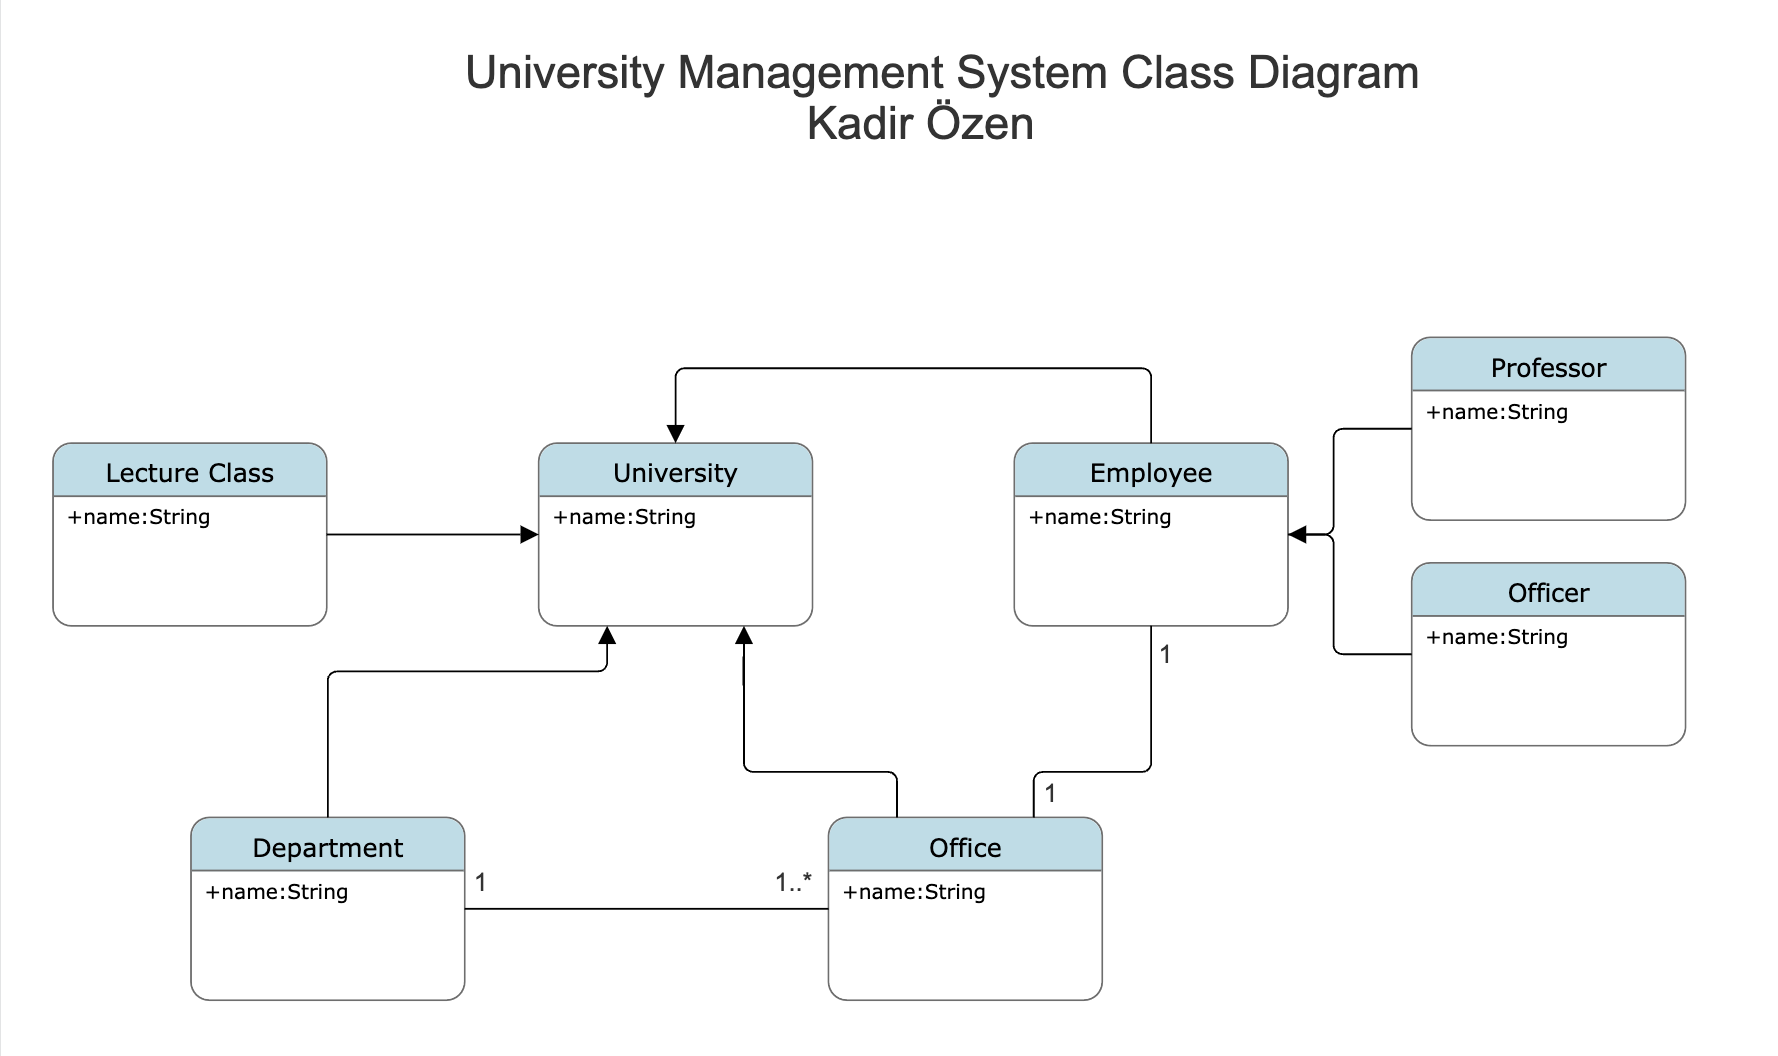 University Management System Class Diagram
Kadir Özen
Professor
+name:String
Lecture Class
+name:String
University
+name:String
Employee
+name:String
Officer
+name:String
1
1
Department
+name:String
1
1..*
Office
+name:String